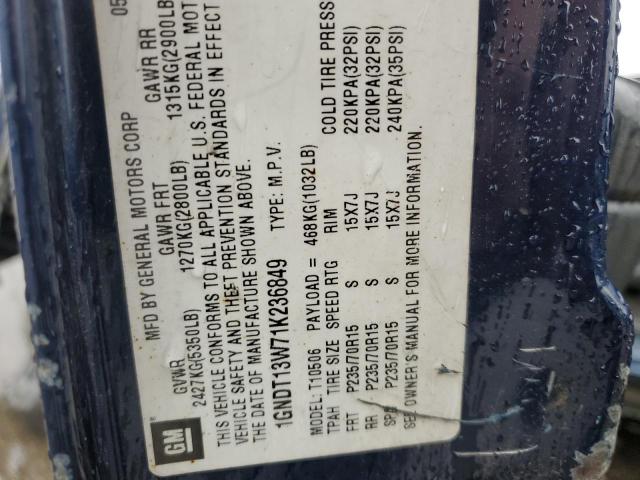 GM
MFD BY GENERAL MOTORS CORP 05
GVWR GAWR FRT GAWR RR
2427KG(5350LB) 1270KG(2800LB) 1315KG(2900LB
THIS VEHICLE CONFORMS TO ALL APPLICABLE U.S. FEDERAL MOT
VEHICLE SAFETY AND THEFT PREVENTION STANDARDS IN EFFECT
THE DATE OF MANUFACTURE SHOWN ABOVE.
1GNDT13W71K236849 TYPE: M.P.V.
MODEL: T10506 PAYLOAD = 468KG(1032LB)
TPAH TIRE SIZE SPEED RTG RIM COLD TIRE PRESS
FRT P235/70R15 S 15X7J 220KPA(32PSI)
RR P235/70R15 S 15X7J 220KPA(32PSI)
SPA P235/70R15 S 15X7J 240KPA(35PSI)
SEE OWNER'S MANUAL FOR MORE INFORMATION.